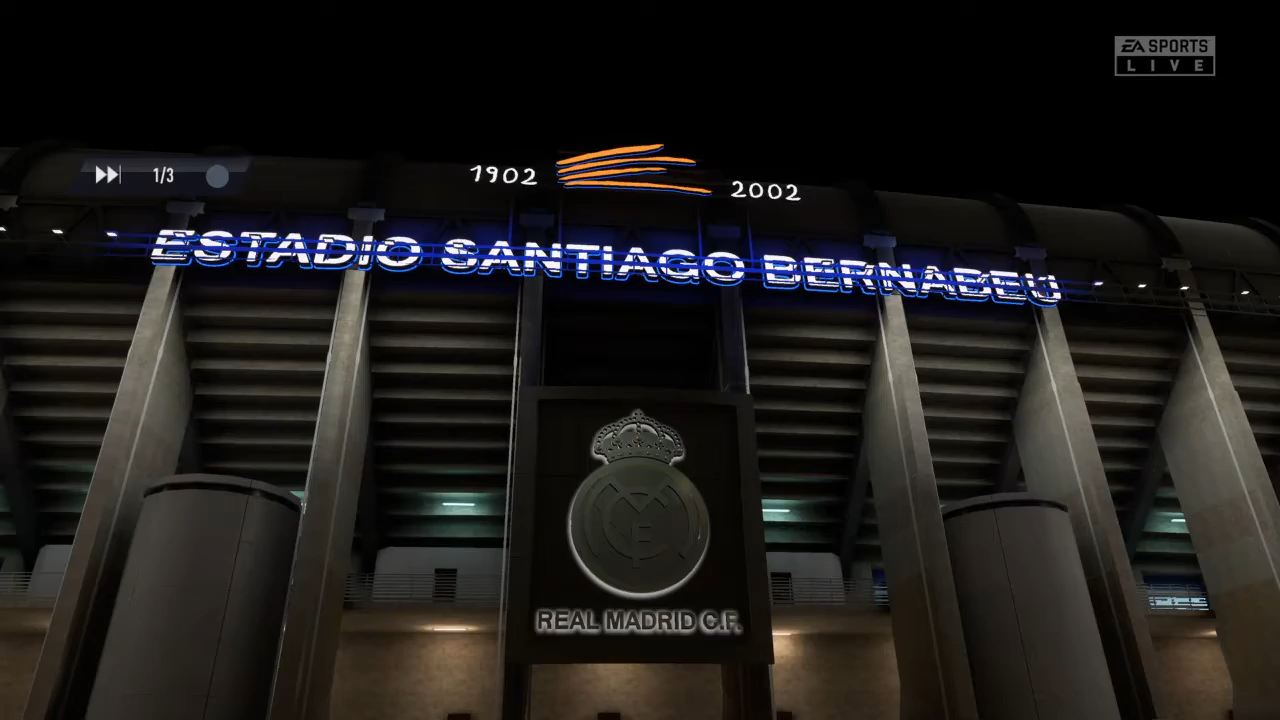 EA SPORTS
LIVE
1/3
1902 2002
ESTADIO SANTIAGO BERNABEU
REAL MADRID C.F.